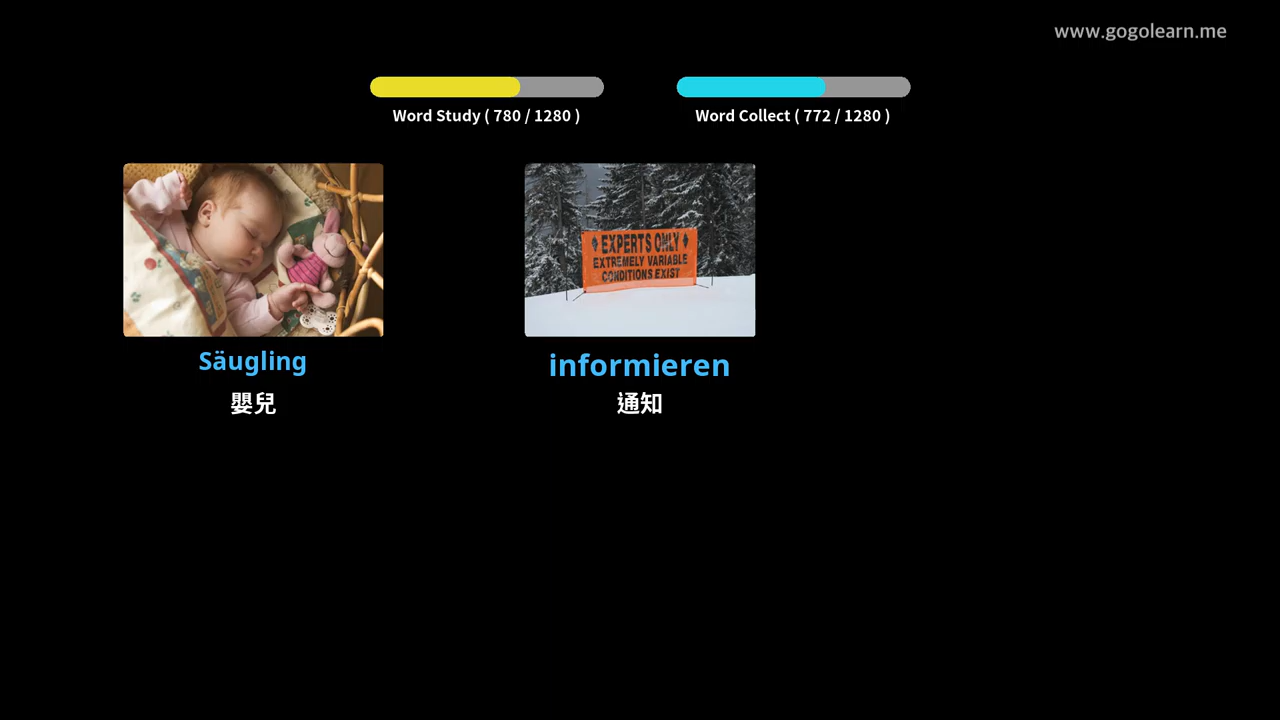 www.gogolearn.me
Word Study ( 780 / 1280 )
Word Collect ( 772 / 1280 )
EXPERTS ONLY
EXTREMELY VARIABLE
CONDITIONS EXIST
Säugling
嬰兒
informieren
通知